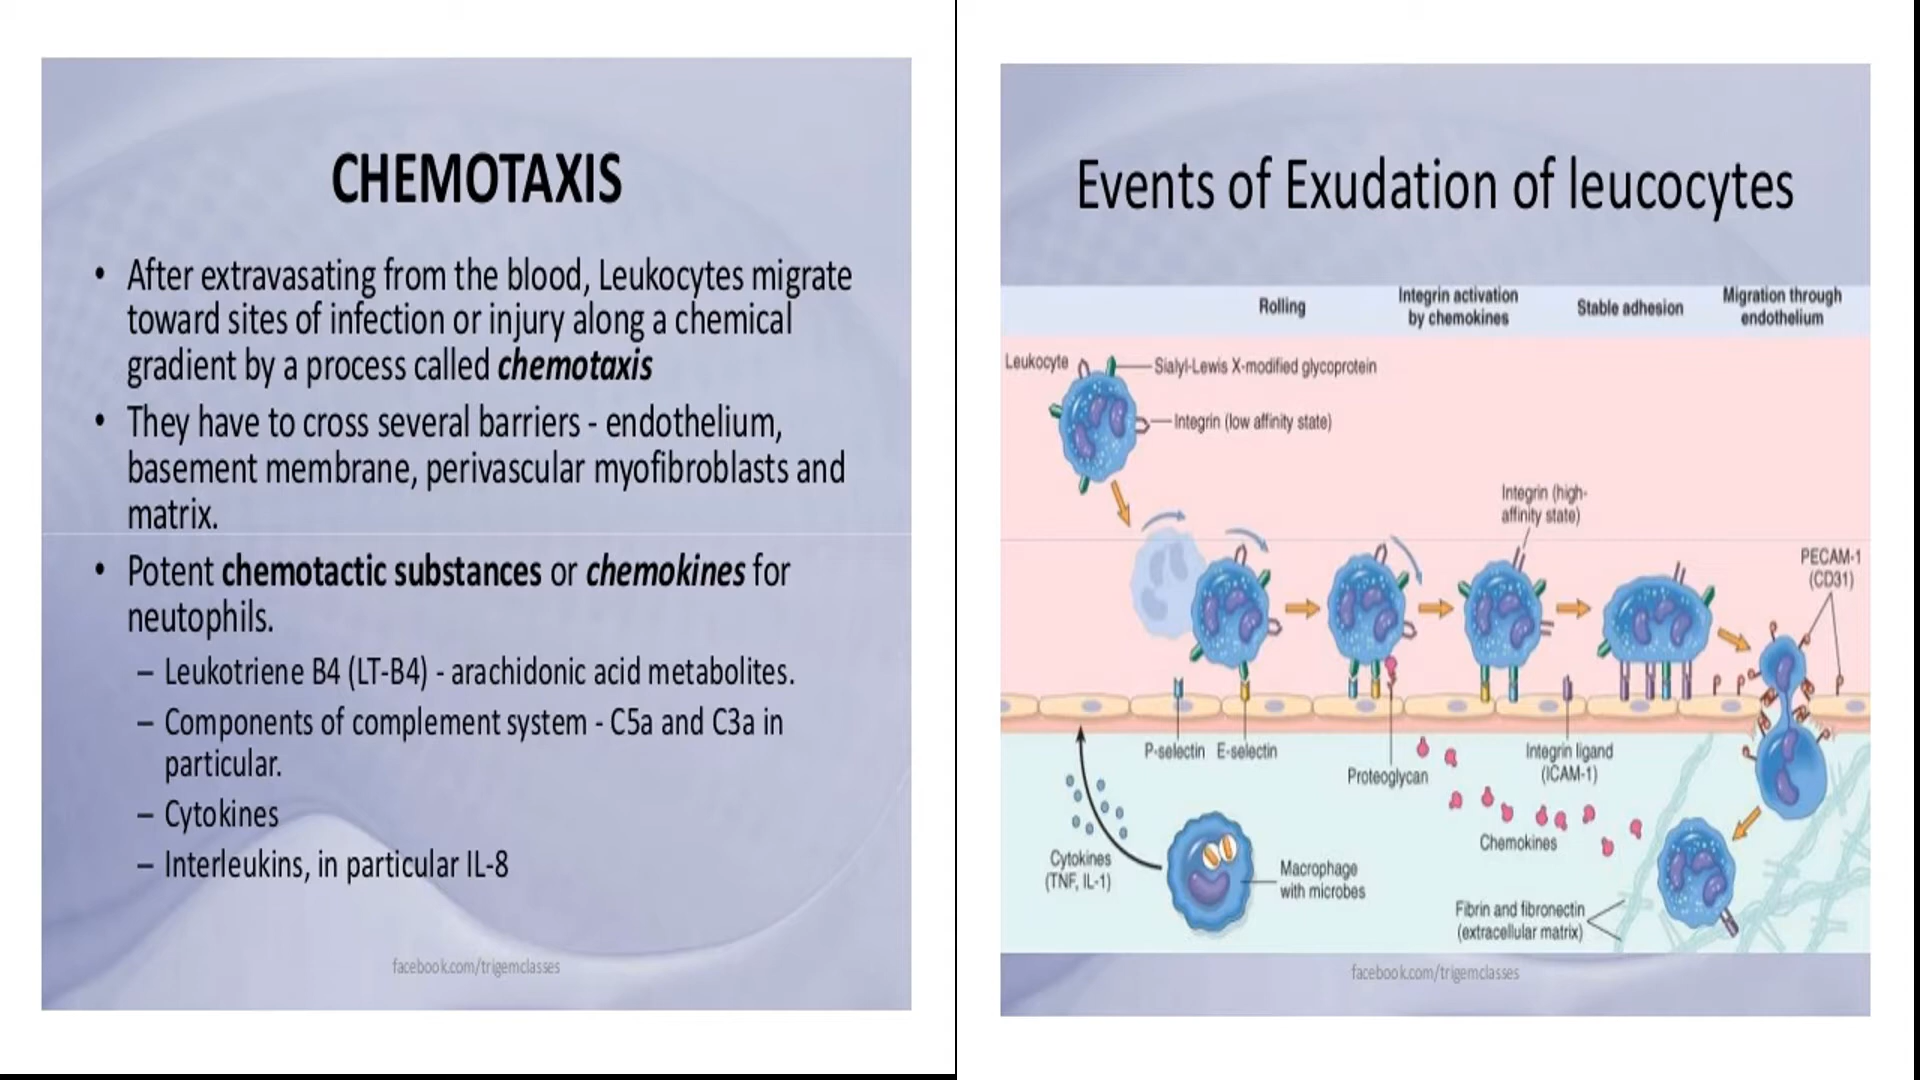 CHEMOTAXIS
• After extravasating from the blood, Leukocytes migrate
toward sites of infection or injury along a chemical
gradient by a process called chemotaxis
• They have to cross several barriers - endothelium,
basement membrane, perivascular myofibroblasts and
matrix.
• Potent chemotactic substances or chemokines for
neutophils.
– Leukotriene B4 (LT-B4) - arachidonic acid metabolites.
– Components of complement system - C5a and C3a in
particular.
– Cytokines
– Interleukins, in particular IL-8
facebook.com/trigemclasses
Events of Exudation of leucocytes
Rolling
Integrin activation
by chemokines
Stable adhesion
Migration through
endothelium
Leukocyte
Sialyl-Lewis X-modified glycoprotein
Integrin (low affinity state)
Integrin (high-
affinity state)
PECAM-1
(CD31)
P-selectin
E-selectin
Proteoglycan
Integrin ligand
(ICAM-1)
Chemokines
Cytokines
(TNF, IL-1)
Macrophage
with microbes
Fibrin and fibronectin
(extracellular matrix)
facebook.com/trigemclasses